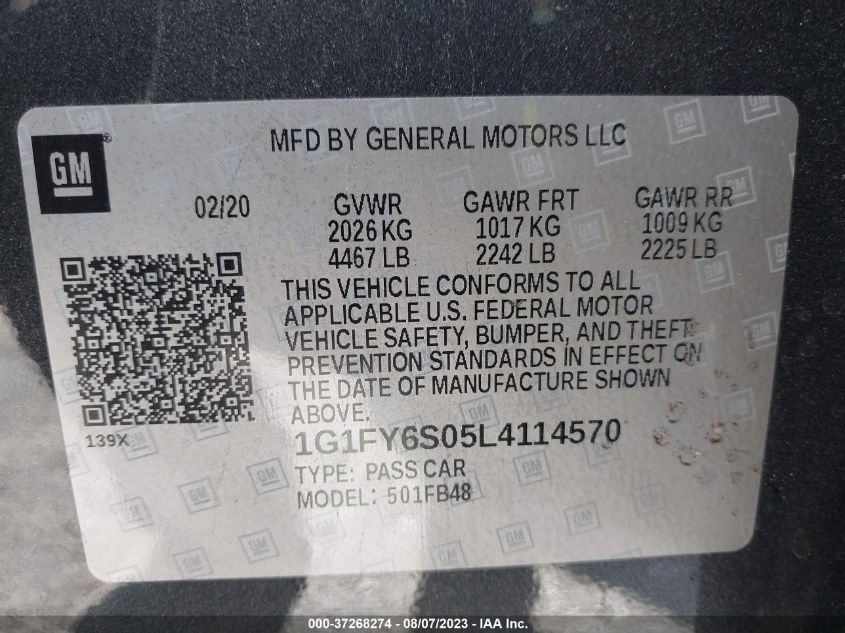 MFD BY GENERAL MOTORS LLC
GM
02/20
GVWR
2026 KG
4467 LB
GAWR FRT
1017 KG
2242 LB
GAWR RR
1009 KG
2225 LB
THIS VEHICLE CONFORMS TO ALL
APPLICABLE U.S. FEDERAL MOTOR
VEHICLE SAFETY, BUMPER, AND THEFT
PREVENTION STANDARDS IN EFFECT ON
THE DATE OF MANUFACTURE SHOWN
ABOVE.
139X
1G1FY6S05L4114570
TYPE: PASS CAR
MODEL: 501FB48
000-37268274 - 08/07/2023 - 1G1FY6S05L4114570